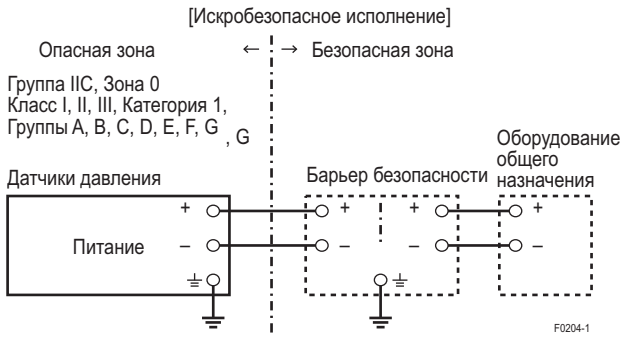 [Искробезопасное исполнение]
Опасная зона ← → Безопасная зона
Группа IIC, Зона 0
Класс I, II, III, Категория 1,
Группы A, B, C, D, E, F, G , G
Оборудование
общего
назначения
Датчики давления
Барьер безопасности
+ + + +
Питание – – – –
F0204-1